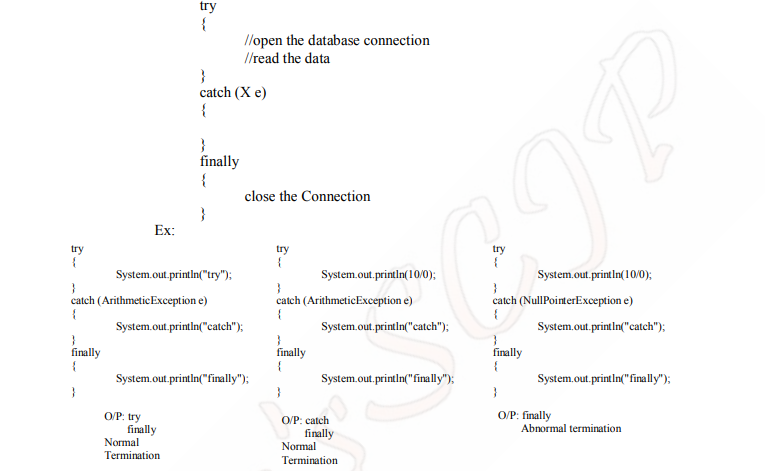 try
{
//open the database connection
//read the data
}
catch (X e)
{
}
finally
{
close the Connection
}
Ex:
try
{
System.out.println("try");
}
catch (ArithmeticException e)
{
System.out.println("catch");
}
finally
{
System.out.println("finally");
}
O/P: try
finally
Normal
Termination
try
{
System.out.println(10/0);
}
catch (ArithmeticException e)
{
System.out.println("catch");
}
finally
{
System.out.println("finally");
}
O/P: catch
finally
Normal
Termination
try
{
System.out.println(10/0);
}
catch (NullPointerException e)
{
System.out.println("catch");
}
finally
{
System.out.println("finally");
}
O/P: finally
Abnormal termination